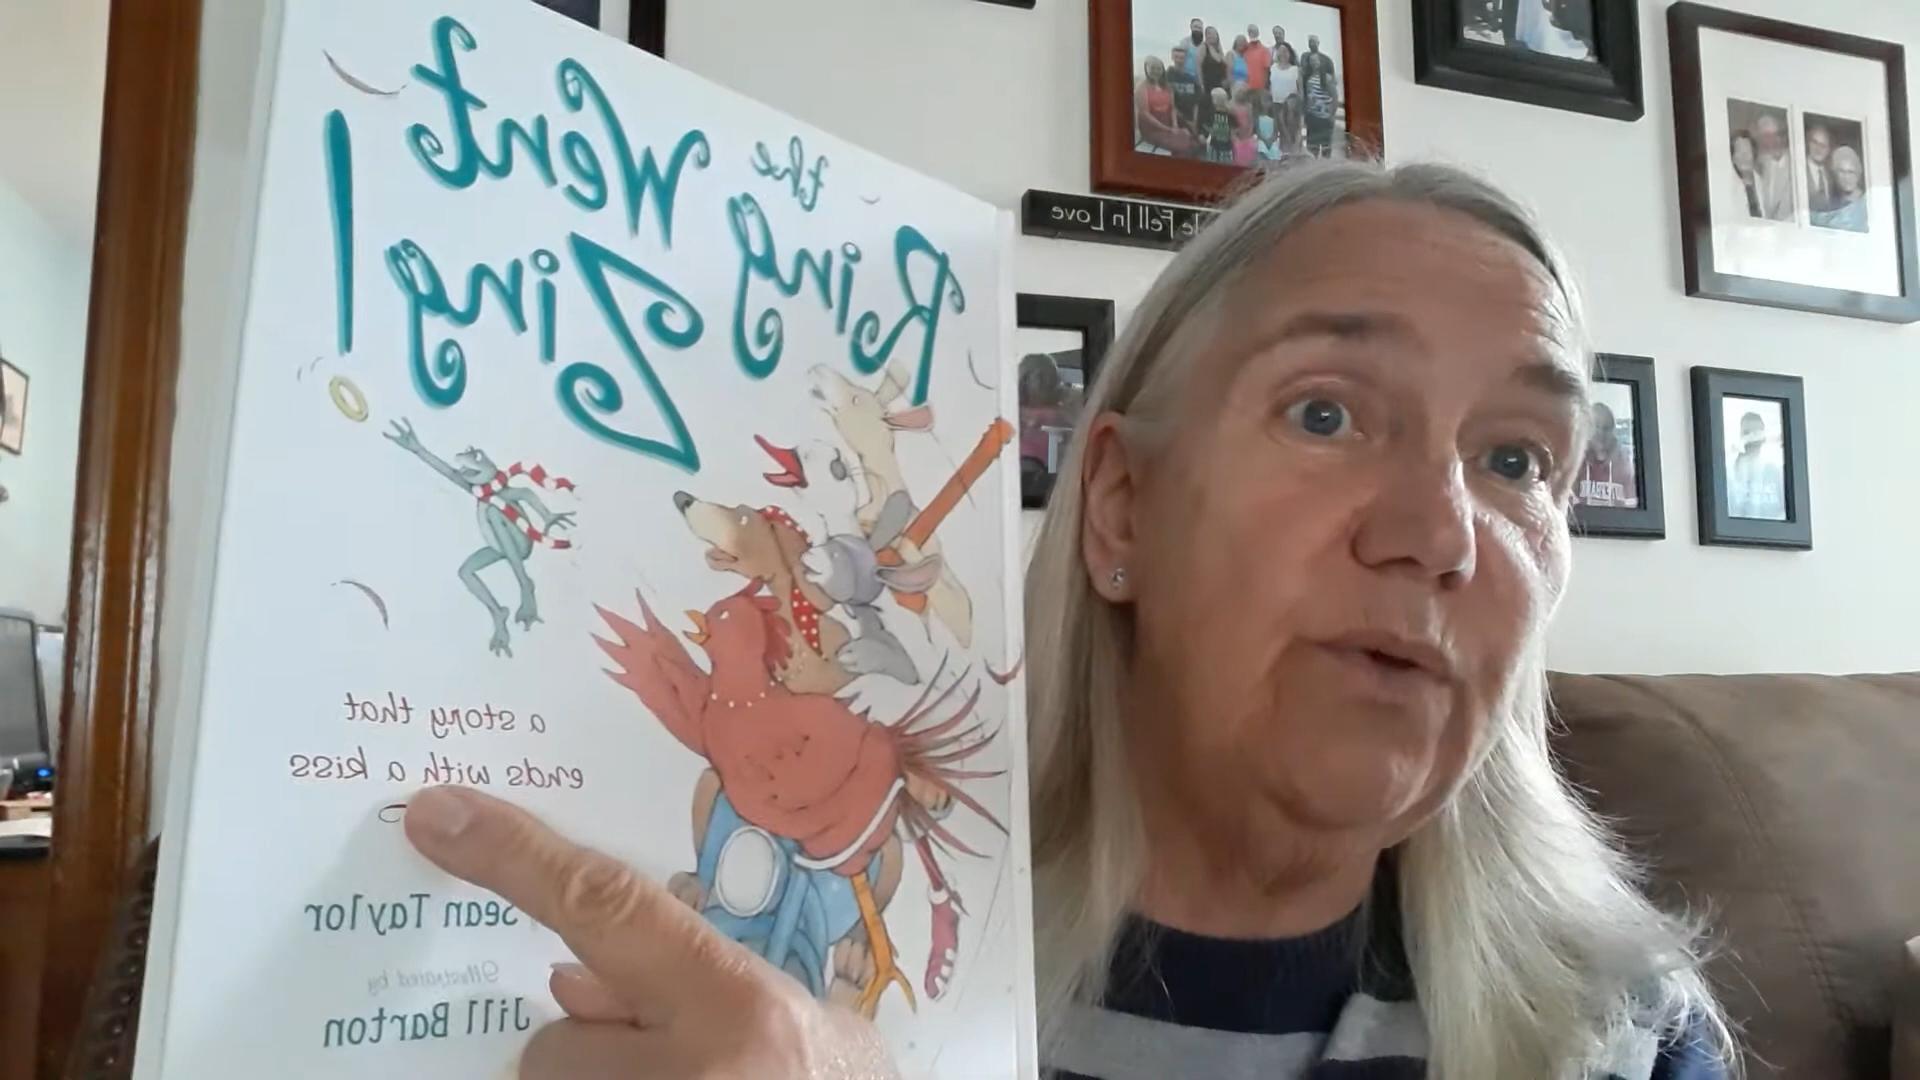 the
Ring Went
Zing!
a story that
ends with a kiss
Sean Taylor
Illustrated by
Jill Barton
Fell In Love